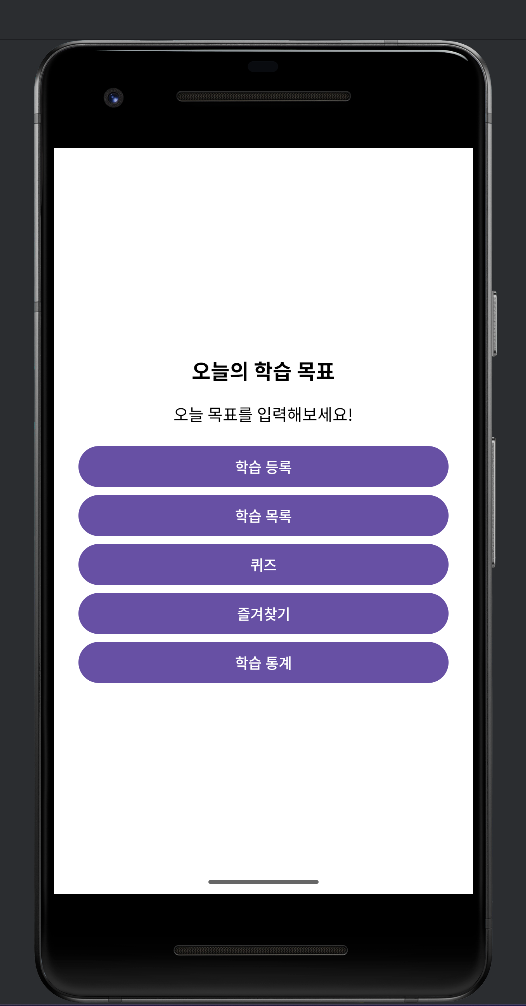 오늘의 학습 목표
오늘 목표를 입력해보세요!
학습 등록
학습 목록
퀴즈
즐겨찾기
학습 통계